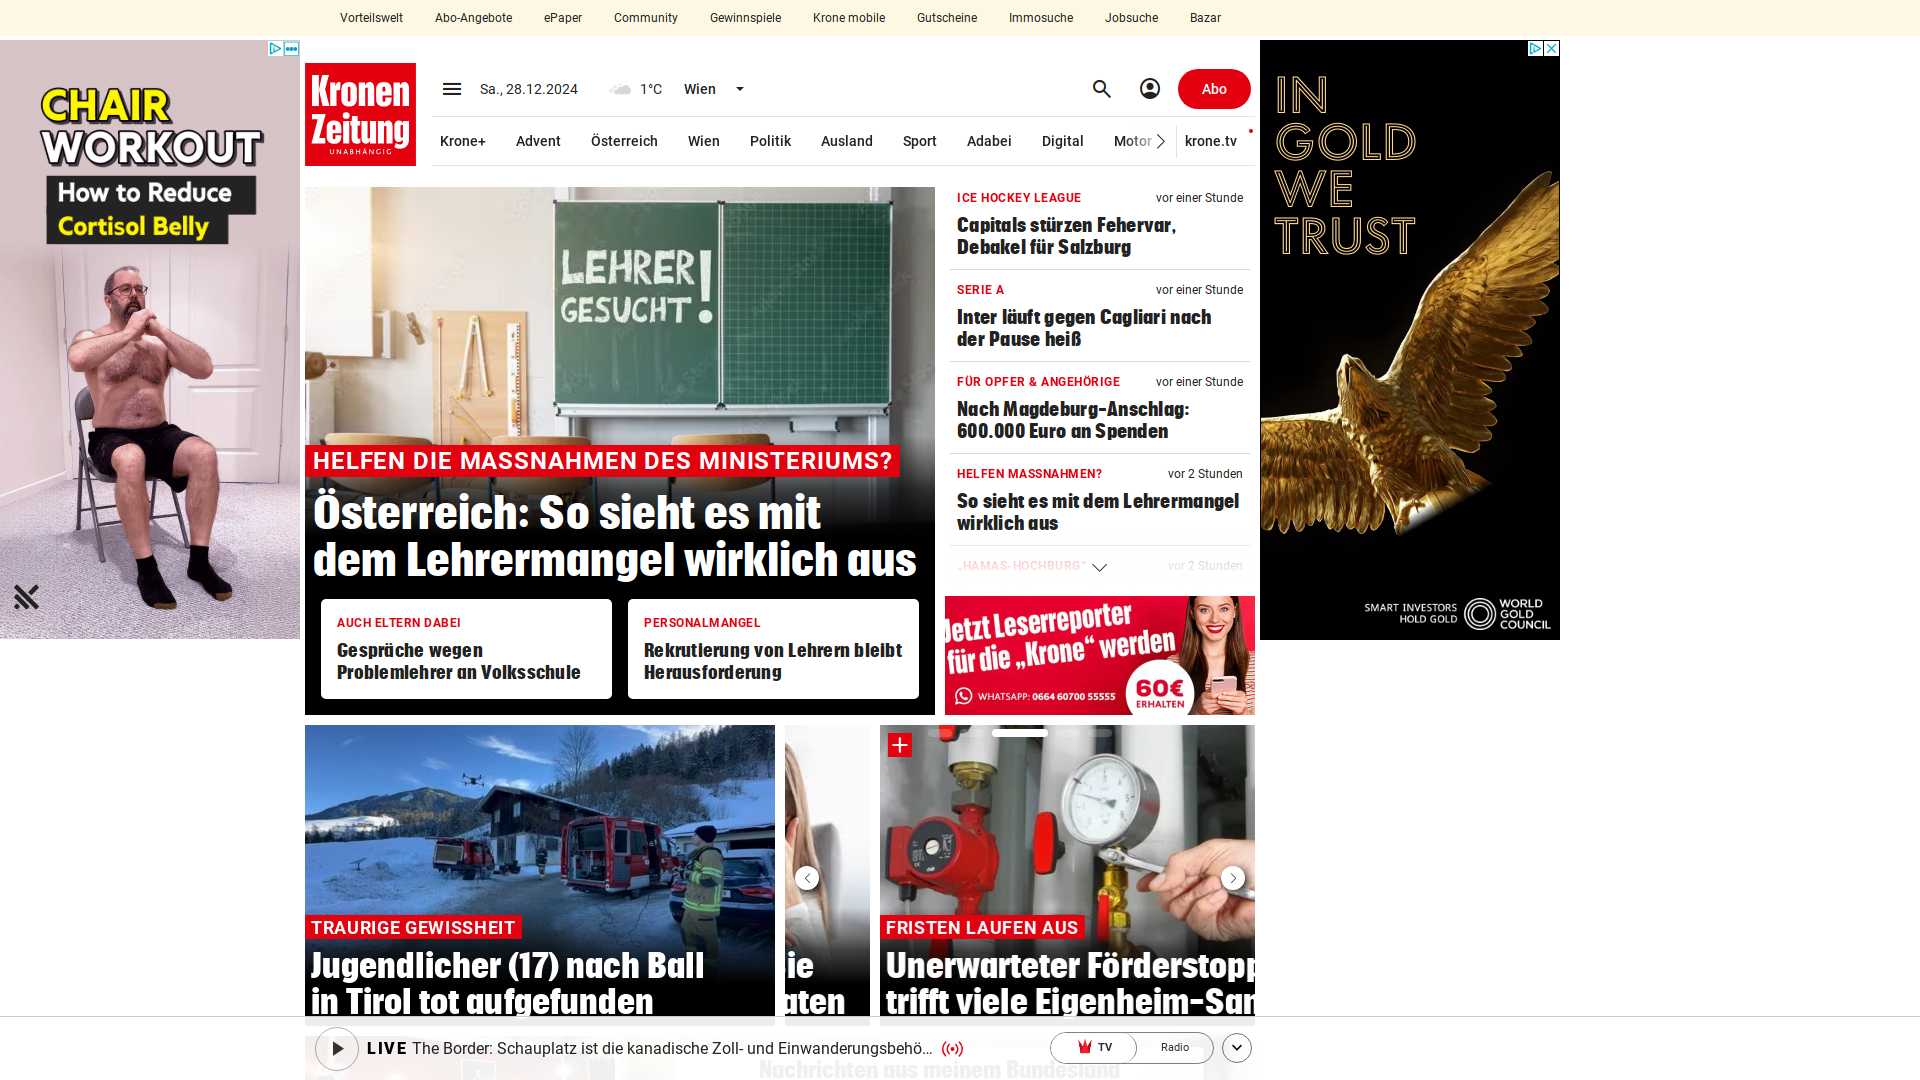 Vorteilswelt Abo-Angebote ePaper Community Gewinnspiele Krone mobile Gutscheine Immosuche Jobsuche Bazar
CHAIR
WORKOUT
How to Reduce
Cortisol Belly
Kronen
Zeitung
UNABHÄNGIG
Sa., 28.12.2024 1°C Wien
Abo
Krone+ Advent Österreich Wien Politik Ausland Sport Adabei Digital Motor krone.tv
LEHRER!
GESUCHT!
HELFEN DIE MASSNAHMEN DES MINISTERIUMS?
Österreich: So sieht es mit
dem Lehrermangel wirklich aus
AUCH ELTERN DABEI
Gespräche wegen
Problemlehrer an Volksschule
PERSONALMANGEL
Rekrutierung von Lehrern bleibt
Herausforderung
ICE HOCKEY LEAGUE vor einer Stunde
Capitals stürzen Fehervar,
Debakel für Salzburg
SERIE A vor einer Stunde
Inter läuft gegen Cagliari nach
der Pause heiß
FÜR OPFER & ANGEHÖRIGE vor einer Stunde
Nach Magdeburg-Anschlag:
600.000 Euro an Spenden
HELFEN MASSNAHMEN? vor 2 Stunden
So sieht es mit dem Lehrermangel
wirklich aus
„HAMAS-HOCHBURG“ vor 2 Stunden
Jetzt Leserreporter
für die „Krone“ werden
WHATSAPP: 0664 60700 55555
60€
ERHALTEN
IN
GOLD
WE
TRUST
SMART INVESTORS
HOLD GOLD
WORLD
GOLD
COUNCIL
TRAURIGE GEWISSHEIT
Jugendlicher (17) nach Ball
in Tirol tot aufgefunden
ie
aten
FRISTEN LAUFEN AUS
Unerwarteter Förderstopp
trifft viele Eigenheim-San
LIVE The Border: Schauplatz ist die kanadische Zoll- und Einwanderungsbehö...
TV Radio
Nachrichten aus meinem Bundesland